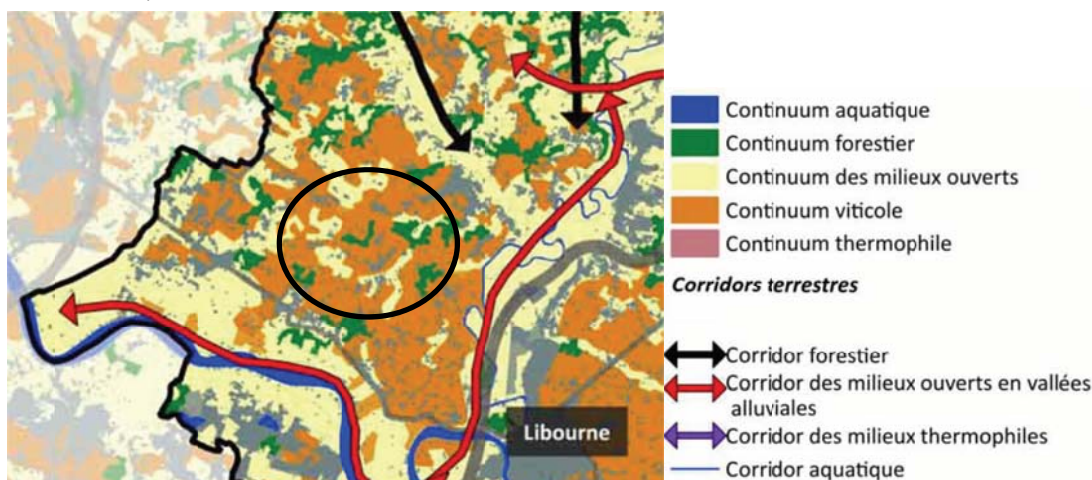 Continuum aquatique
Continuum forestier
Continuum des milieux ouverts
Continuum viticole
Continuum thermophile
Corridors terrestres
Corridor forestier
Corridor des milieux ouverts en vallées
alluviales
Corridor des milieux thermophiles
Corridor aquatique
Libourne